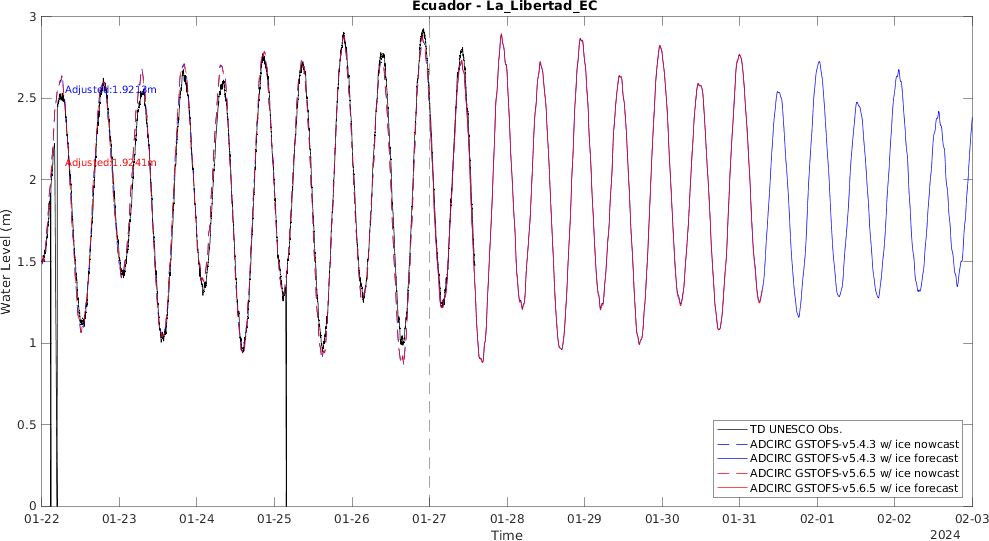 Ecuador - La_Libertad_EC
3
2.5
2
1.5
1
0.5
0
Water Level (m)
Adjusted:1.9213m
Adjusted:1.9241m
TD UNESCO Obs.
ADCIRC GSTOFS-v5.4.3 w/ ice nowcast
ADCIRC GSTOFS-v5.4.3 w/ ice forecast
ADCIRC GSTOFS-v5.6.5 w/ ice nowcast
ADCIRC GSTOFS-v5.6.5 w/ ice forecast
01-22 01-23 01-24 01-25 01-26 01-27 01-28 01-29 01-30 01-31 02-01 02-02 02-03
Time
2024